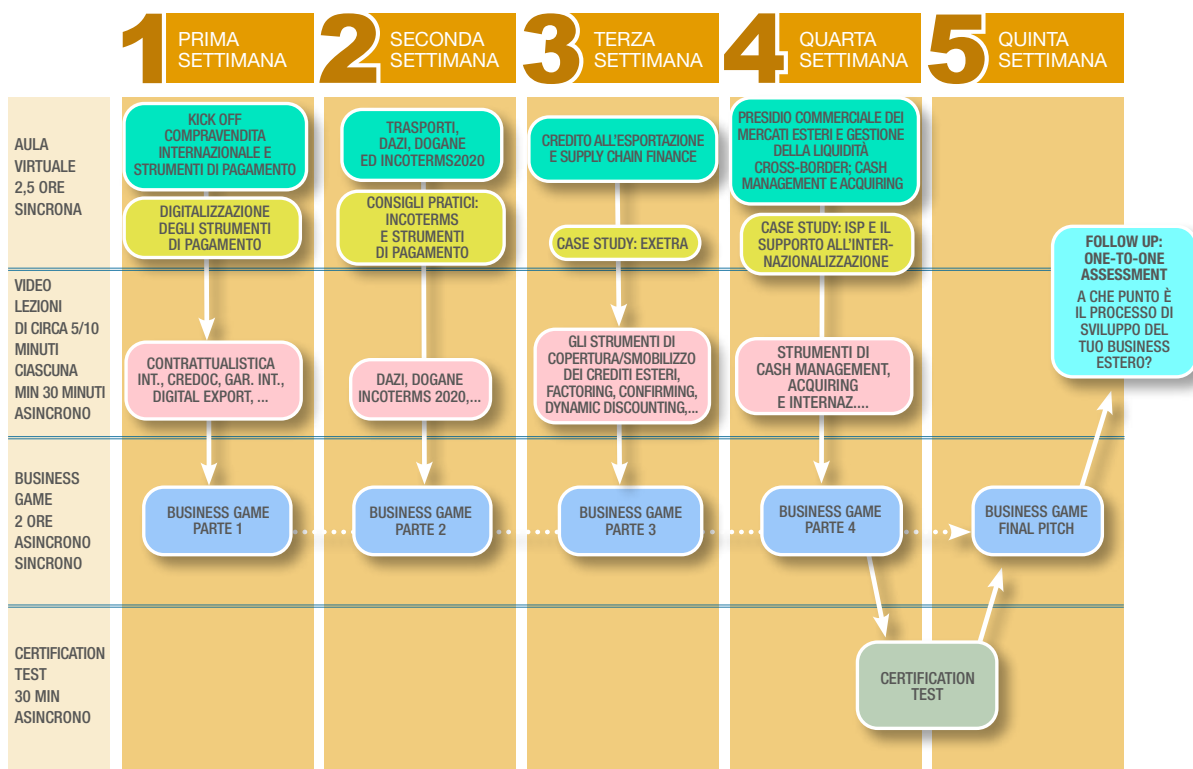 1 PRIMA
SETTIMANA
2 SECONDA
SETTIMANA
3 TERZA
SETTIMANA
4 QUARTA
SETTIMANA
5 QUINTA
SETTIMANA
AULA
VIRTUALE
2,5 ORE
SINCRONA
KICK OFF
COMPRAVENDITA
INTERNAZIONALE E
STRUMENTI DI PAGAMENTO
DIGITALIZZAZIONE
DEGLI STRUMENTI
DI PAGAMENTO
TRASPORTI,
DAZI, DOGANE
ED INCOTERMS2020
CONSIGLI PRATICI:
INCOTERMS
E STRUMENTI
DI PAGAMENTO
CREDITO ALL'ESPORTAZIONE
E SUPPLY CHAIN FINANCE
CASE STUDY: EXETRA
PRESIDIO COMMERCIALE DEI
MERCATI ESTERI E GESTIONE
DELLA LIQUIDITÀ
CROSS-BORDER; CASH
MANAGEMENT E ACQUIRING
CASE STUDY: ISP E IL
SUPPORTO ALL'INTER-
NAZIONALIZZAZIONE
FOLLOW UP:
ONE-TO-ONE
ASSESSMENT
A CHE PUNTO È
IL PROCESSO DI
SVILUPPO DEL
TUO BUSINESS
ESTERO?
VIDEO
LEZIONI
DI CIRCA 5/10
MINUTI
CIASCUNA
MIN 30 MINUTI
ASINCRONO
CONTRATTUALISTICA
INT., CREDOC, GAR. INT.,
DIGITAL EXPORT, ...
DAZI, DOGANE
INCOTERMS 2020,...
GLI STRUMENTI DI
COPERTURA/SMOBILIZO
DEI CREDITI ESTERI,
FACTORING, CONFIRMING,
DYNAMIC DISCOUNTING,...
STRUMENTI DI
CASH MANAGEMENT,
ACQUIRING
E INTERNAZ....
BUSINESS
GAME
2 ORE
ASINCRONO
SINCRONO
BUSINESS GAME
PARTE 1
BUSINESS GAME
PARTE 2
BUSINESS GAME
PARTE 3
BUSINESS GAME
PARTE 4
BUSINESS GAME
FINAL PITCH
CERTIFICATION
TEST
30 MIN
ASINCRONO
CERTIFICATION
TEST